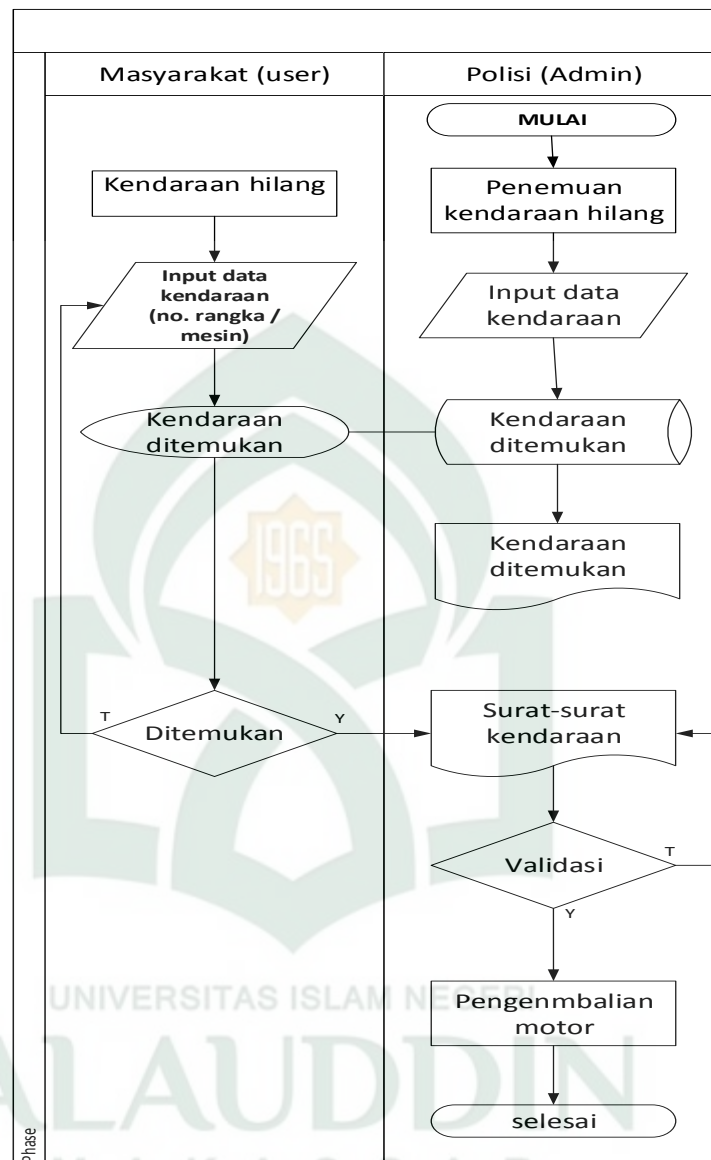 Masyarakat (user)
Polisi (Admin)
MULAI
Kendaraan hilang
Penemuan
kendaraan hilang
Input data
kendaraan
(no. rangka /
mesin)
Input data
kendaraan
Kendaraan
ditemukan
Kendaraan
ditemukan
Kendaraan
ditemukan
1965
T
Ditemukan
Y
Surat-surat
kendaraan
Validasi
T
Y
Pengenmbalian
motor
selesai
UNIVERSITAS ISLAM NEGERI
ALAUDDIN
Phase